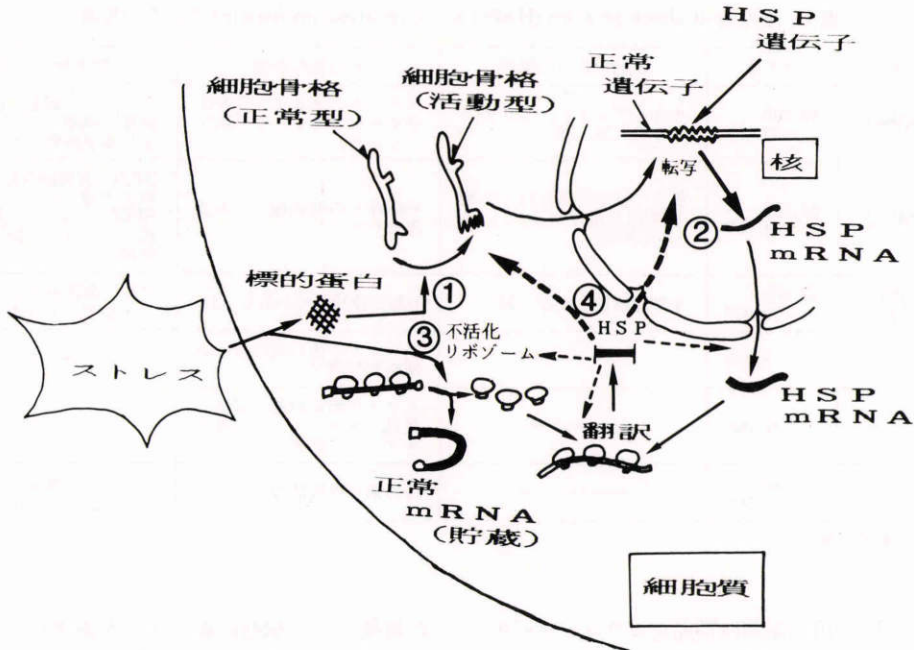 HSP
遺伝子
正常
遺伝子
細胞骨格
(正常型)
細胞骨格
(活動型)
核
転写
②
HSP
mRNA
標的蛋白
①
④
HSP
③
不活化
リボゾーム
ストレス
HSP
mRNA
翻訳
正常
mRNA
(貯蔵)
細胞質